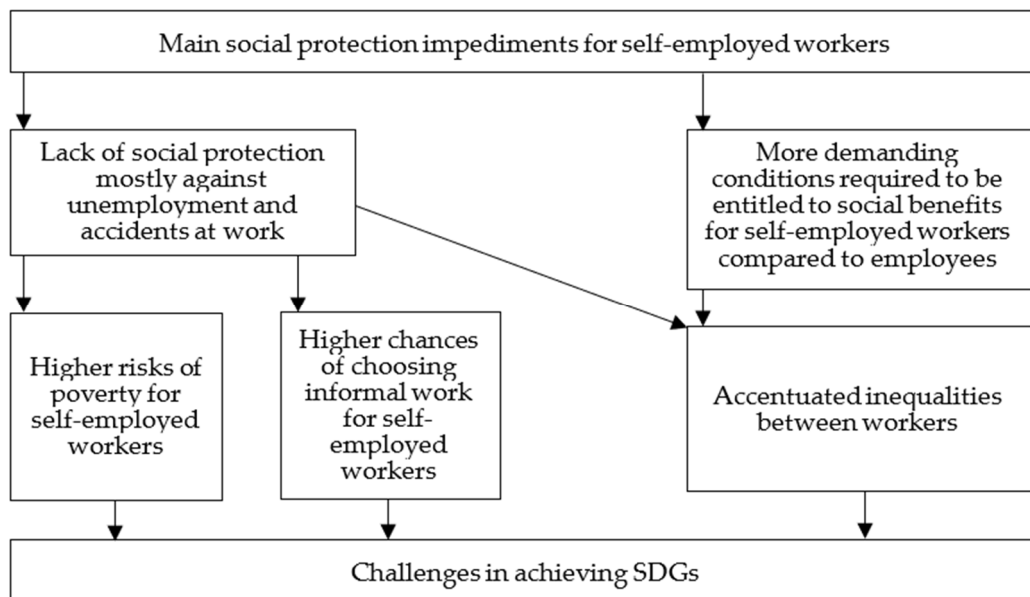 Main social protection impediments for self-employed workers
Lack of social protection
mostly against
unemployment and
accidents at work
More demanding
conditions required to be
entitled to social benefits
for self-employed workers
compared to employees
Higher risks of
poverty for
self-employed
workers
Higher chances
of choosing
informal work
for self-
employed
workers
Accentuated inequalities
between workers
Challenges in achieving SDGs